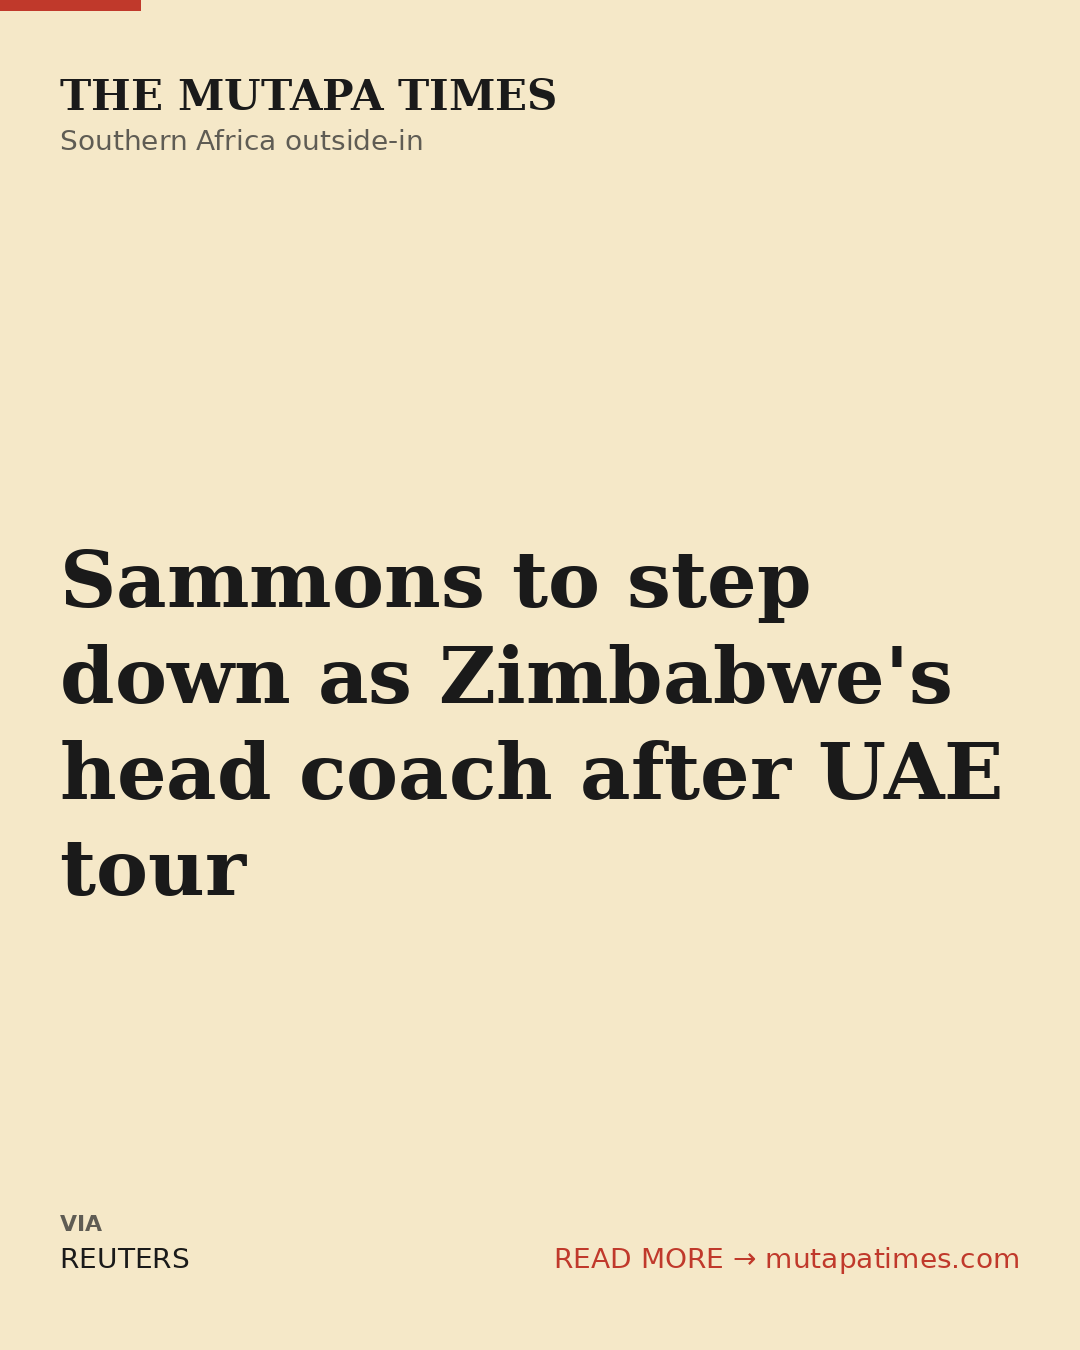 THE MUTAPA TIMES
Southern Africa outside-in
Sammons to step
down as Zimbabwe's
head coach after UAE
tour
VIA
REUTERS
READ MORE → mutapatimes.com